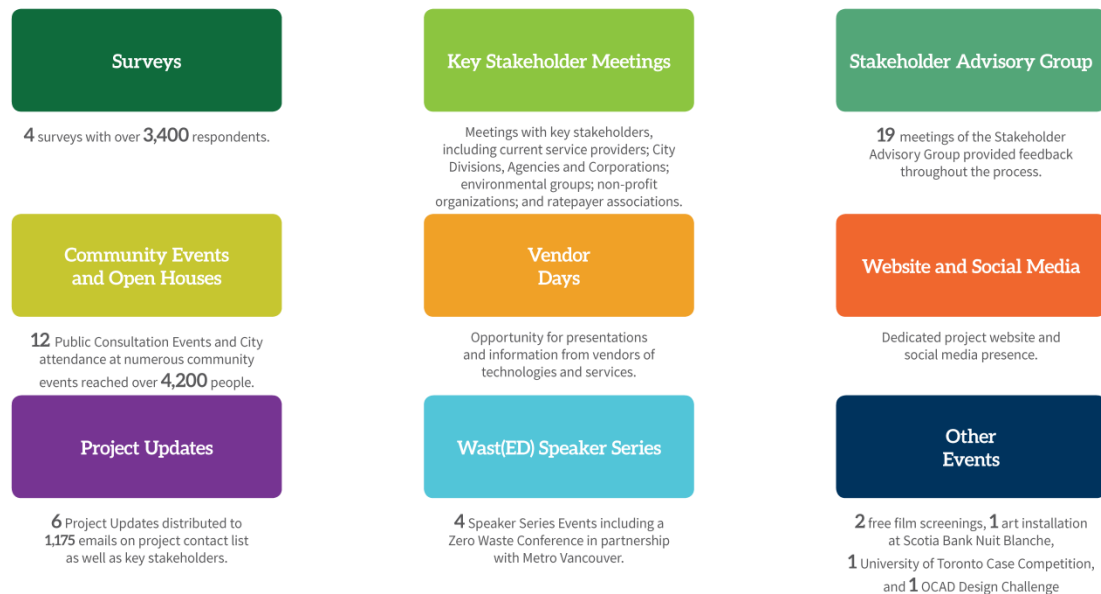 Surveys
4 surveys with over 3,400 respondents.
Key Stakeholder Meetings
Meetings with key stakeholders,
including current service providers; City
Divisions, Agencies and Corporations;
environmental groups; non-profit
organizations; and ratepayer associations.
Stakeholder Advisory Group
19 meetings of the Stakeholder
Advisory Group provided feedback
throughout the process.
Community Events
and Open Houses
12 Public Consultation Events and City
attendance at numerous community
events reached over 4,200 people.
Vendor
Days
Opportunity for presentations
and information from vendors of
technologies and services.
Website and Social Media
Dedicated project website and
social media presence.
Project Updates
6 Project Updates distributed to
1,175 emails on project contact list
as well as key stakeholders.
Wast(ED) Speaker Series
4 Speaker Series Events including a
Zero Waste Conference in partnership
with Metro Vancouver.
Other
Events
2 free film screenings, 1 art installation
at Scotia Bank Nuit Blanche,
1 University of Toronto Case Competition,
and 1 OCAD Design Challenge